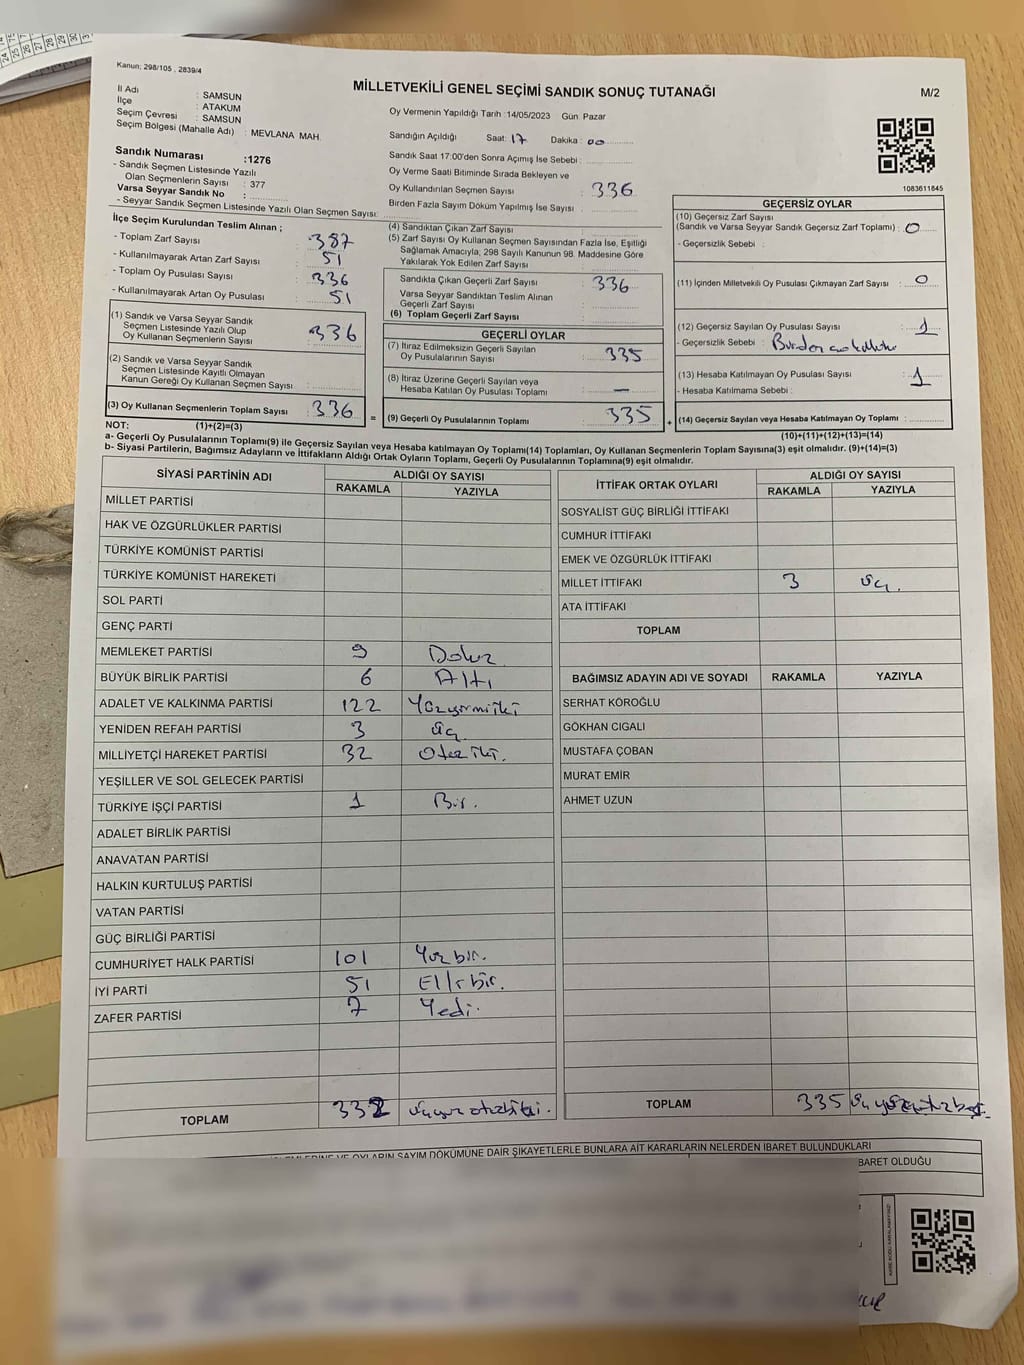 Kanun; 298/105 , 2839/4
MİLLETVEKİLİ GENEL SEÇİMİ SANDIK SONUÇ TUTANAĞI
M/2
İl Adı : SAMSUN
İlçe : ATAKUM
Seçim Çevresi : SAMSUN
Seçim Bölgesi (Mahalle Adı) : MEVLANA MAH.
Oy Vermenin Yapıldığı Tarih :14/05/2023 Gün Pazar
Sandığın Açıldığı Saat: 17 Dakika : 00
Sandık Saat 17:00'den Sonra Açımış İse Sebebi :
Oy Verme Saati Bitiminde Sırada Bekleyen ve
Oy Kullandırılan Seçmen Sayısı : 336
Birden Fazla Sayım Döküm Yapılmış İse Sayısı :
Sandık Numarası :1276
- Sandık Seçmen Listesinde Yazılı
Olan Seçmenlerin Sayısı : 377
Varsa Seyyar Sandık No :
- Seyyar Sandık Seçmen Listesinde Yazılı Olan Seçmen Sayısı:
1083611845
İlçe Seçim Kurulundan Teslim Alınan ;
- Toplam Zarf Sayısı : 387
- Kullanılmayarak Artan Zarf Sayısı : 51
- Toplam Oy Pusulası Sayısı : 336
- Kullanılmayarak Artan Oy Pusulası : 51
(1) Sandık ve Varsa Seyyar Sandık
Seçmen Listesinde Yazılı Olup
Oy Kullanan Seçmenlerin Sayısı : 336
(2) Sandık ve Varsa Seyyar Sandık
Seçmen Listesinde Kayıtlı Olmayan
Kanun Gereği Oy Kullanan Seçmen Sayısı :
(3) Oy Kullanan Seçmenlerin Toplam Sayısı : 336
(4) Sandıktan Çıkan Zarf Sayısı :
(5) Zarf Sayısı Oy Kullanan Seçmen Sayısından Fazla İse, Eşitliği
Sağlamak Amacıyla, 298 Sayılı Kanunun 98. Maddesine Göre
Yakılarak Yok Edilen Zarf Sayısı :
Sandıkta Çıkan Geçerli Zarf Sayısı : 336
Varsa Seyyar Sandıktan Teslim Alınan
Geçerli Zarf Sayısı :
(6) Toplam Geçerli Zarf Sayısı :
GEÇERLİ OYLAR
(7) İtiraz Edilmeksizin Geçerli Sayılan
Oy Pusulalarının Sayısı : 335
(8) İtiraz Üzerine Geçerli Sayılan veya
Hesaba Katılan Oy Pusulası Toplamı : —
= (9) Geçerli Oy Pusulalarının Toplamı : 335
GEÇERSİZ OYLAR
(10) Geçersiz Zarf Sayısı
(Sandık ve Varsa Seyyar Sandık Geçersiz Zarf Toplamı) : 0
- Geçersizlik Sebebi :
(11) İçinden Milletvekili Oy Pusulası Çıkmayan Zarf Sayısı : 0
(12) Geçersiz Sayılan Oy Pusulası Sayısı : 1
- Geçersizlik Sebebi : Birden
(13) Hesaba Katılmayan Oy Pusulası Sayısı : 1
- Hesaba Katılmama Sebebi :
+ (14) Geçersiz Sayılan veya Hesaba Katılmayan Oy Toplamı :
NOT: (1)+(2)=(3)
(10)+(11)+(12)+(13)=(14)
a- Geçerli Oy Pusulalarının Toplamı(9) ile Geçersiz Sayılan veya Hesaba katılmayan Oy Toplamı(14) Toplamları, Oy Kullanan Seçmenlerin Toplam Sayısına(3) eşit olmalıdır. (9)+(14)=(3)
b- Siyasi Partilerin, Bağımsız Adayların ve İttifakların Aldığı Ortak Oyların Toplamı, Geçerli Oy Pusulalarının Toplamına(9) eşit olmalıdır.
SİYASİ PARTİNİN ADI ALDIĞI OY SAYISI
RAKAMLA YAZIYLA
MİLLET PARTİSİ
HAK VE ÖZGÜRLÜKLER PARTİSİ
TÜRKİYE KOMÜNİST PARTİSİ
TÜRKİYE KOMÜNİST HAREKETİ
SOL PARTİ
GENÇ PARTİ
MEMLEKET PARTİSİ 9 Dokuz
BÜYÜK BİRLİK PARTİSİ 6 Altı
ADALET VE KALKINMA PARTİSİ 122 Yüzyirmiiki
YENİDEN REFAH PARTİSİ 3 üç.
MİLLİYETÇİ HAREKET PARTİSİ 32 Otuziki.
YEŞİLLER VE SOL GELECEK PARTİSİ
TÜRKİYE İŞÇİ PARTİSİ 1 Bir.
ADALET BİRLİK PARTİSİ
ANAVATAN PARTİSİ
HALKIN KURTULUŞ PARTİSİ
VATAN PARTİSİ
GÜÇ BİRLİĞİ PARTİSİ
CUMHURİYET HALK PARTİSİ 101 Yüzbir.
İYİ PARTİ 51 Ellibir.
ZAFER PARTİSİ 7 Yedi.
TOPLAM 332 üçyüzotuziki.
İTTİFAK ORTAK OYLARI ALDIĞI OY SAYISI
RAKAMLA YAZIYLA
SOSYALİST GÜÇ BİRLİĞİ İTTİFAKI
CUMHUR İTTİFAKI
EMEK VE ÖZGÜRLÜK İTTİFAKI
MİLLET İTTİFAKI 3 üç.
ATA İTTİFAKI
TOPLAM
BAĞIMSIZ ADAYIN ADI VE SOYADI RAKAMLA YAZIYLA
SERHAT KÖROĞLU
GÖKHAN CIGALI
MUSTAFA ÇOBAN
MURAT EMİR
AHMET UZUN
TOPLAM 335 üçyüzotuzbeş.
VE OYLARIN SAYIM DÖKÜMÜNE DAİR ŞİKAYETLERLE BUNLARA AİT KARARLARIN NELERDEN İBARET BULUNDUKLARI
BARET OLDUĞU